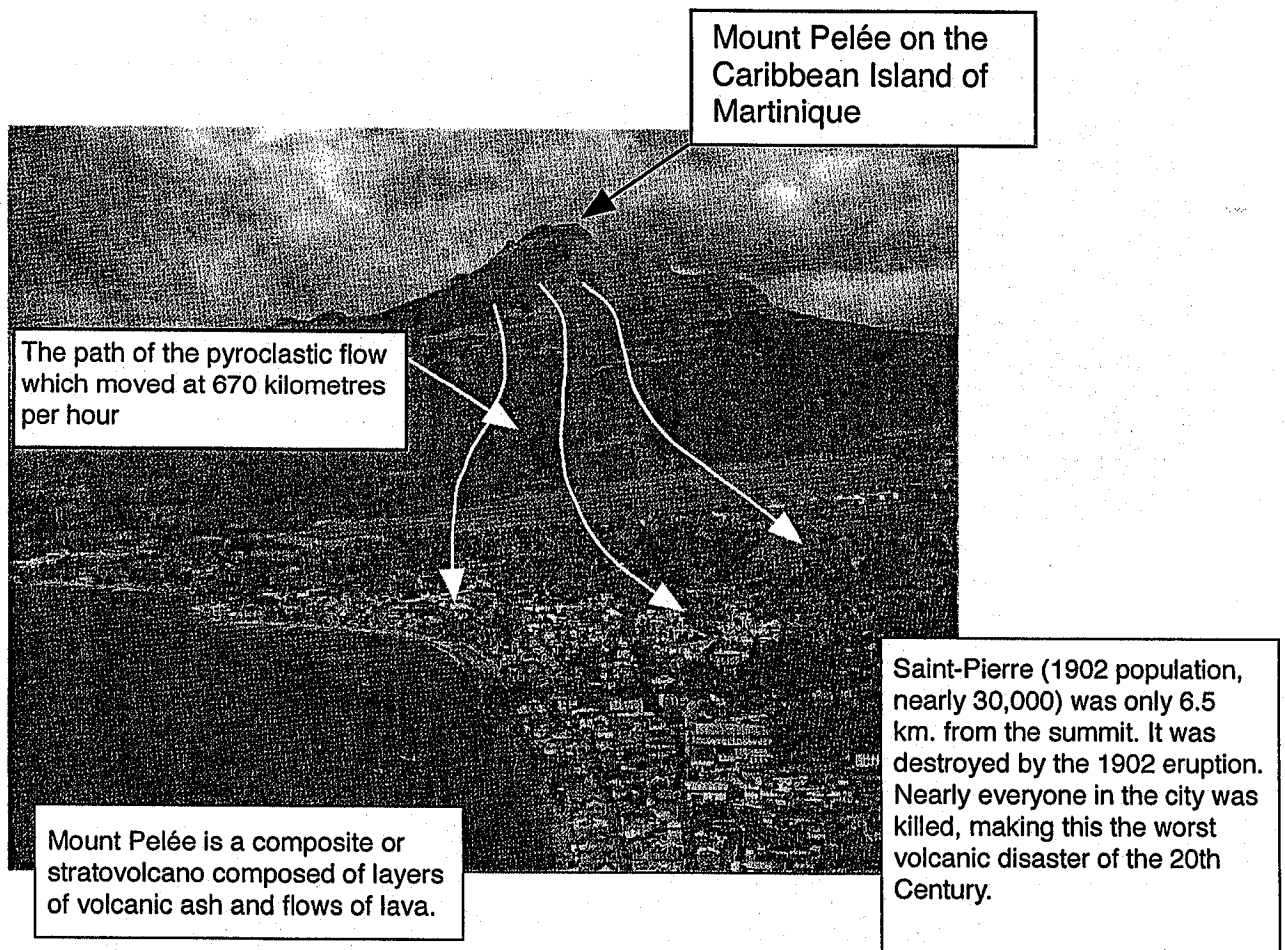 Mount Pelée on the
Caribbean Island of
Martinique
The path of the pyroclastic flow
which moved at 670 kilometres
per hour
Saint-Pierre (1902 population,
nearly 30,000) was only 6.5
km. from the summit. It was
destroyed by the 1902 eruption.
Nearly everyone in the city was
killed, making this the worst
volcanic disaster of the 20th
Century.
Mount Pelée is a composite or
stratovolcano composed of layers
of volcanic ash and flows of lava.